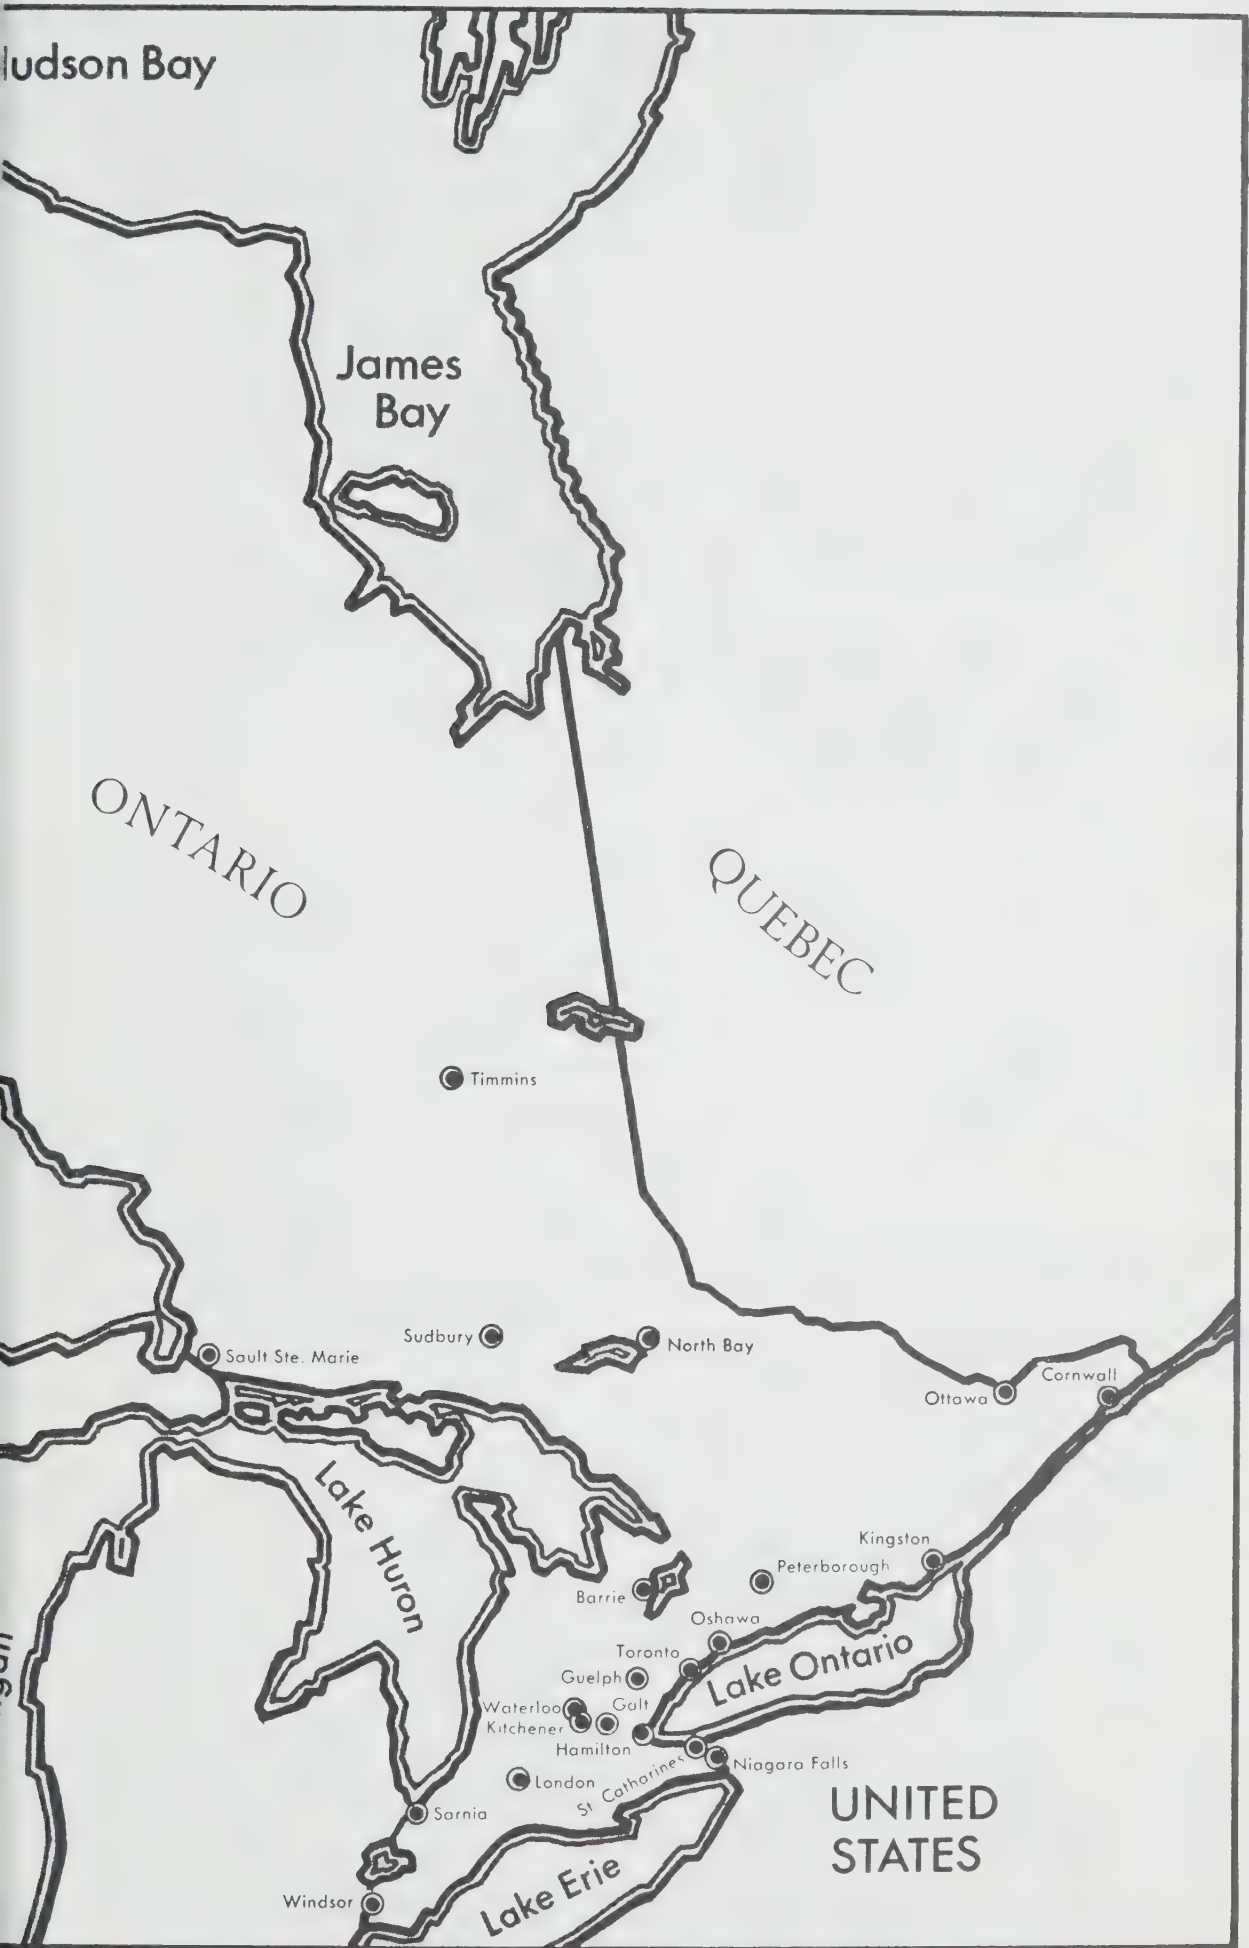 udson Bay
James
Bay
ONTARIO
QUEBEC
Timmins
Sudbury
North Bay
Sault Ste. Marie
Cornwall
Ottawa
Lake Huron
Kingston
Peterborough
Barrie
Oshawa
Toronto
Lake Ontario
Guelph
Waterloo
Galt
Kitchener
Hamilton
St Catharines
Niagara Falls
London
Sarnia
UNITED
STATES
Lake Erie
Windsor
gan